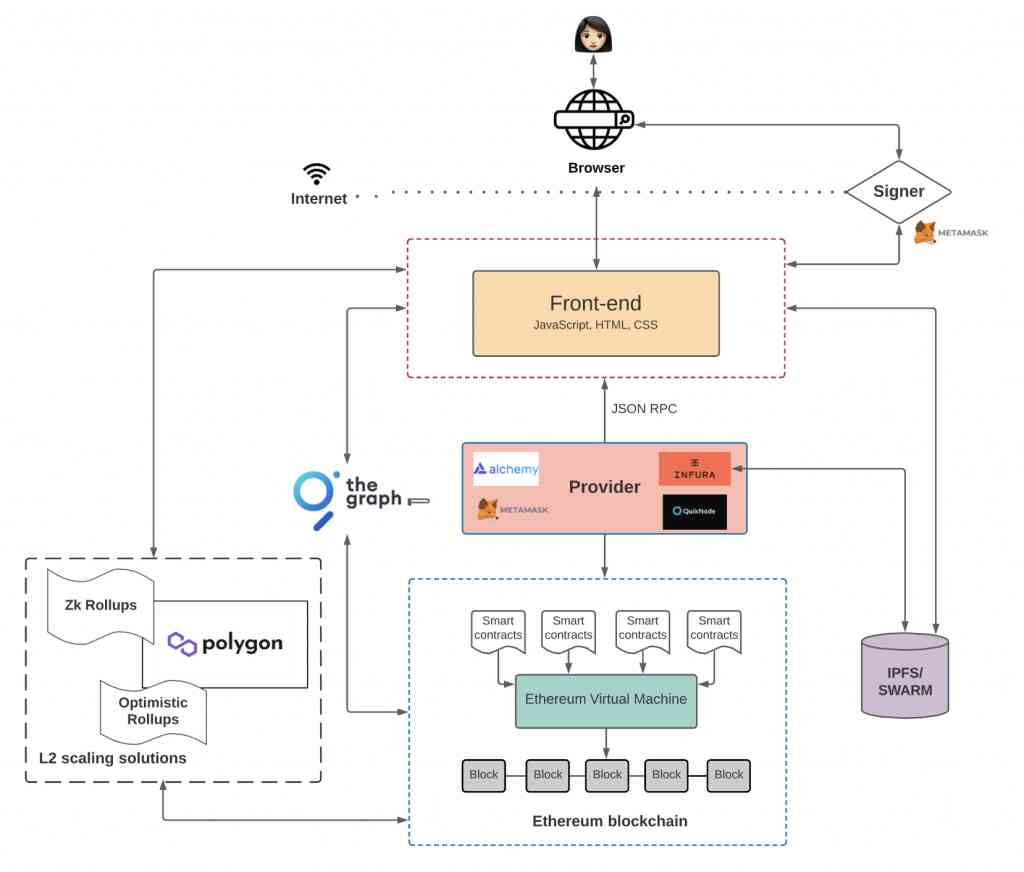 Browser
Internet
Signer
METAMASK
Front-end
JavaScript, HTML, CSS
JSON RPC
alchemy
INFURA
Provider
METAMASK
QuikNode
the
graph
Zk Rollups
polygon
Optimistic
Rollups
L2 scaling solutions
Smart
contracts
Smart
contracts
Smart
contracts
Smart
contracts
Ethereum Virtual Machine
Block
Block
Block
Block
Block
Ethereum blockchain
IPFS/
SWARM